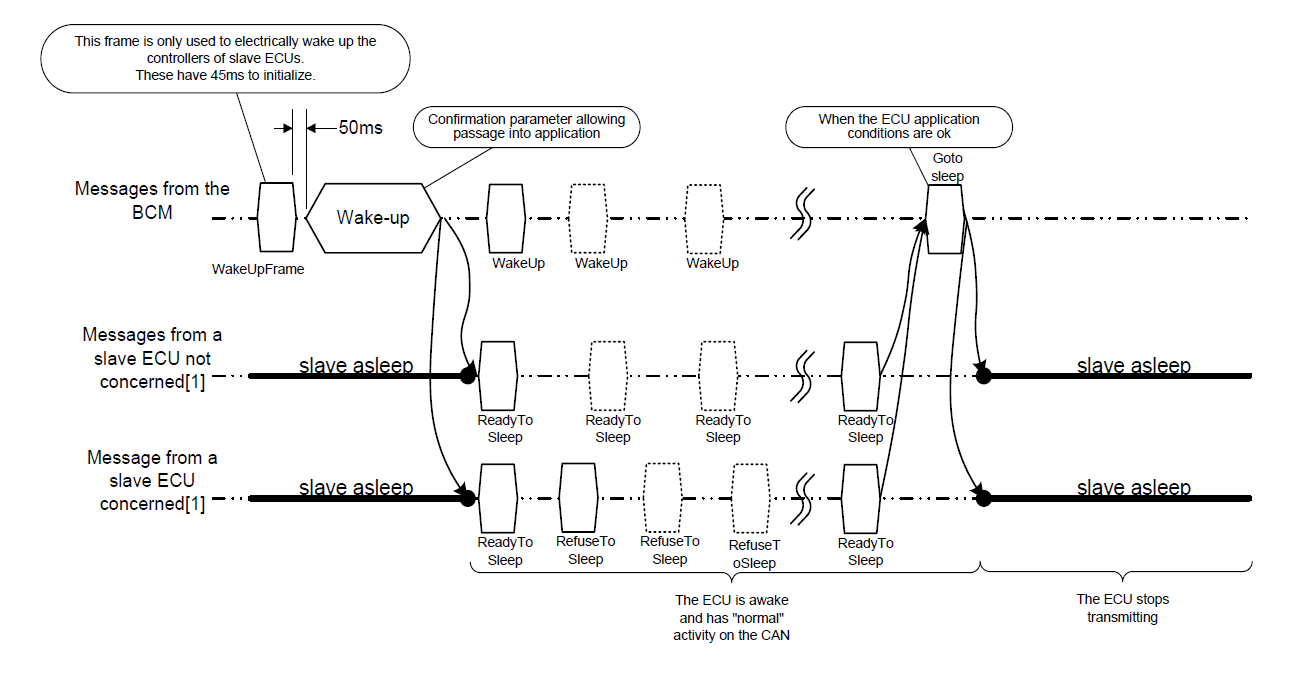 This frame is only used to electrically wake up the
controllers of slave ECUs.
These have 45ms to initialize.
50ms
Confirmation parameter allowing
passage into application
When the ECU application
conditions are ok
Goto
sleep
Messages from the
BCM
Wake-up
WakeUpFrame
WakeUp
WakeUp
WakeUp
Messages from a
slave ECU not
concerned[1]
slave asleep
slave asleep
ReadyTo
Sleep
ReadyTo
Sleep
ReadyTo
Sleep
ReadyTo
Sleep
Message from a
slave ECU
concerned[1]
slave asleep
slave asleep
ReadyTo
Sleep
RefuseTo
Sleep
RefuseTo
Sleep
RefuseT
oSleep
ReadyTo
Sleep
The ECU is awake
and has "normal"
activity on the CAN
The ECU stops
transmitting